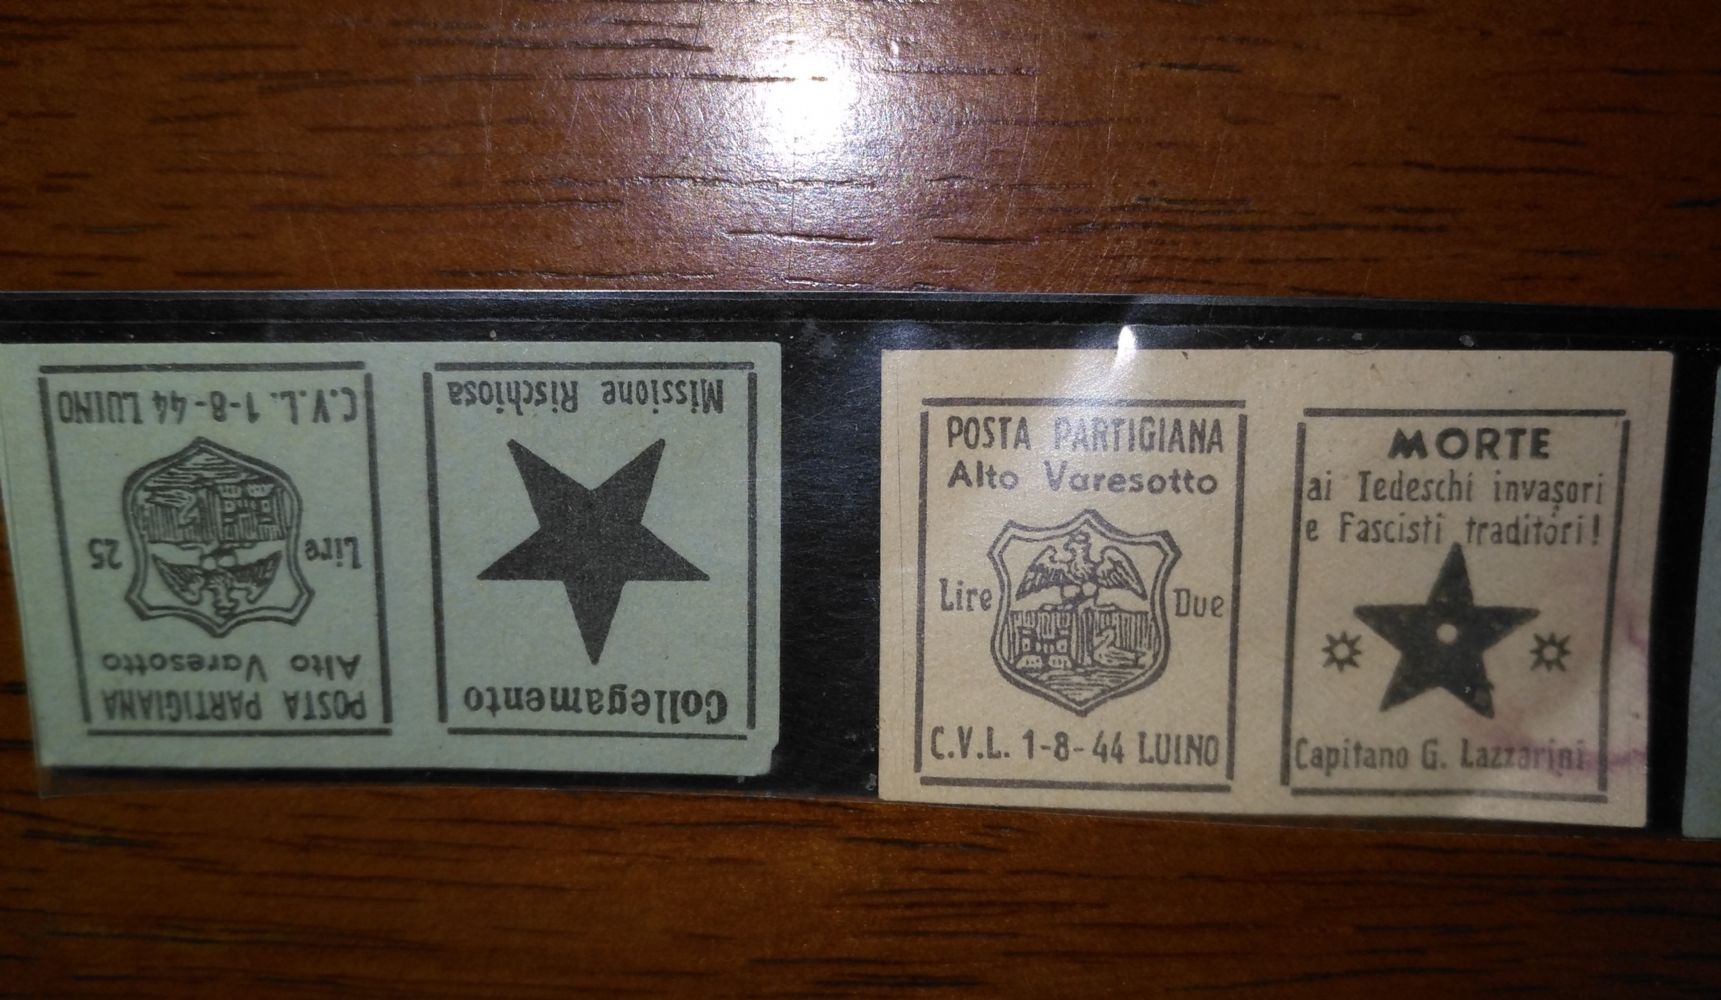 POSTA PARTIGIANA
Alto Varesotto
Lire 25
C.V.L. 1-8-44 LUINO
Collegamento
Missione Rischiosa
POSTA PARTIGIANA
Alto Varesotto
Lire Due
C.V.L. 1-8-44 LUINO
MORTE
ai Tedeschi invasori
e Fascisti traditori!
Capitano G. Lazzarini